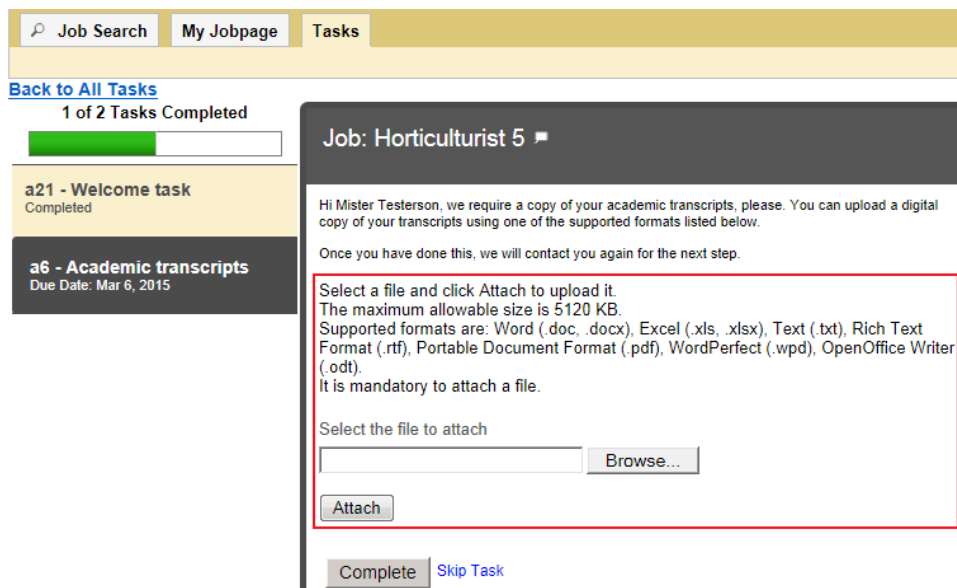 Job Search
My Jobpage
Tasks
Back to All Tasks
1 of 2 Tasks Completed
a21 - Welcome task
Completed
a6 - Academic transcripts
Due Date: Mar 6, 2015
Job: Horticulturist 5
Hi Mister Testerson, we require a copy of your academic transcripts, please. You can upload a digital
copy of your transcripts using one of the supported formats listed below.
Once you have done this, we will contact you again for the next step.
Select a file and click Attach to upload it.
The maximum allowable size is 5120 KB.
Supported formats are: Word (.doc, .docx), Excel (.xls, .xlsx), Text (.txt), Rich Text
Format (.rtf), Portable Document Format (.pdf), WordPerfect (.wpd), OpenOffice Writer
(.odt).
It is mandatory to attach a file.
Select the file to attach
Browse...
Attach
Complete
Skip Task